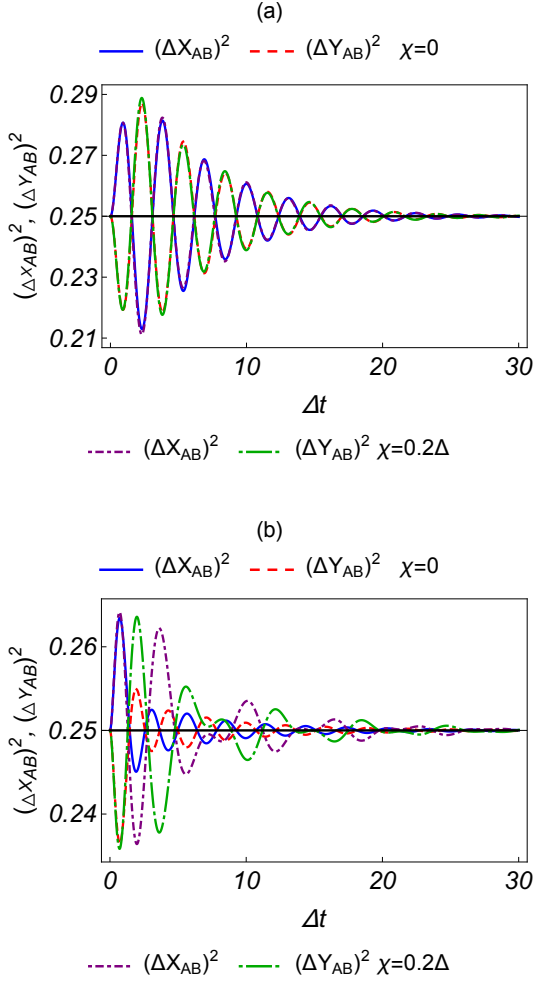 (a)
(ΔX_AB)² (ΔY_AB)² χ=0
(Δx_AB)², (ΔY_AB)²
0.29
0.27
0.25
0.23
0.21
0 10 20 30
Δt
(ΔX_AB)² (ΔY_AB)² χ=0.2Δ
(b)
(ΔX_AB)² (ΔY_AB)² χ=0
(ΔX_AB)², (ΔY_AB)²
0.26
0.25
0.24
0 10 20 30
Δt
(ΔX_AB)² (ΔY_AB)² χ=0.2Δ